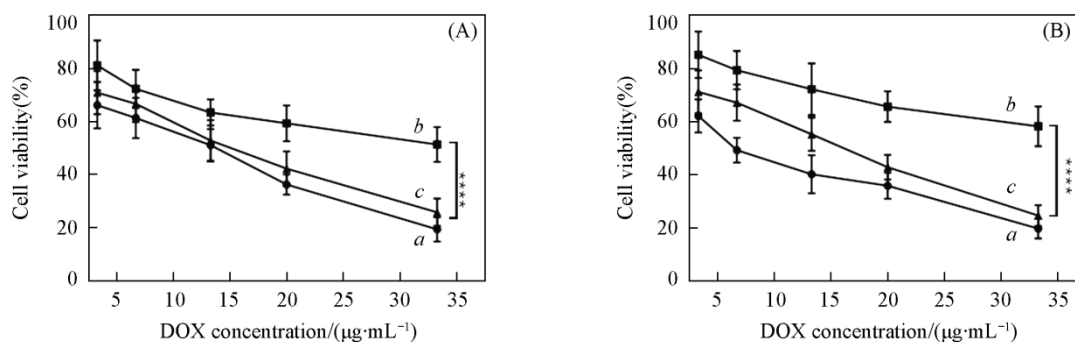 (A)
100
80
60
40
20
0
Cell viability(%)
b
c
a
****
5 10 15 20 25 30 35
DOX concentration/(μg·mL⁻¹)
(B)
100
80
60
40
20
0
Cell viability(%)
b
c
a
****
5 10 15 20 25 30 35
DOX concentration/(μg·mL⁻¹)